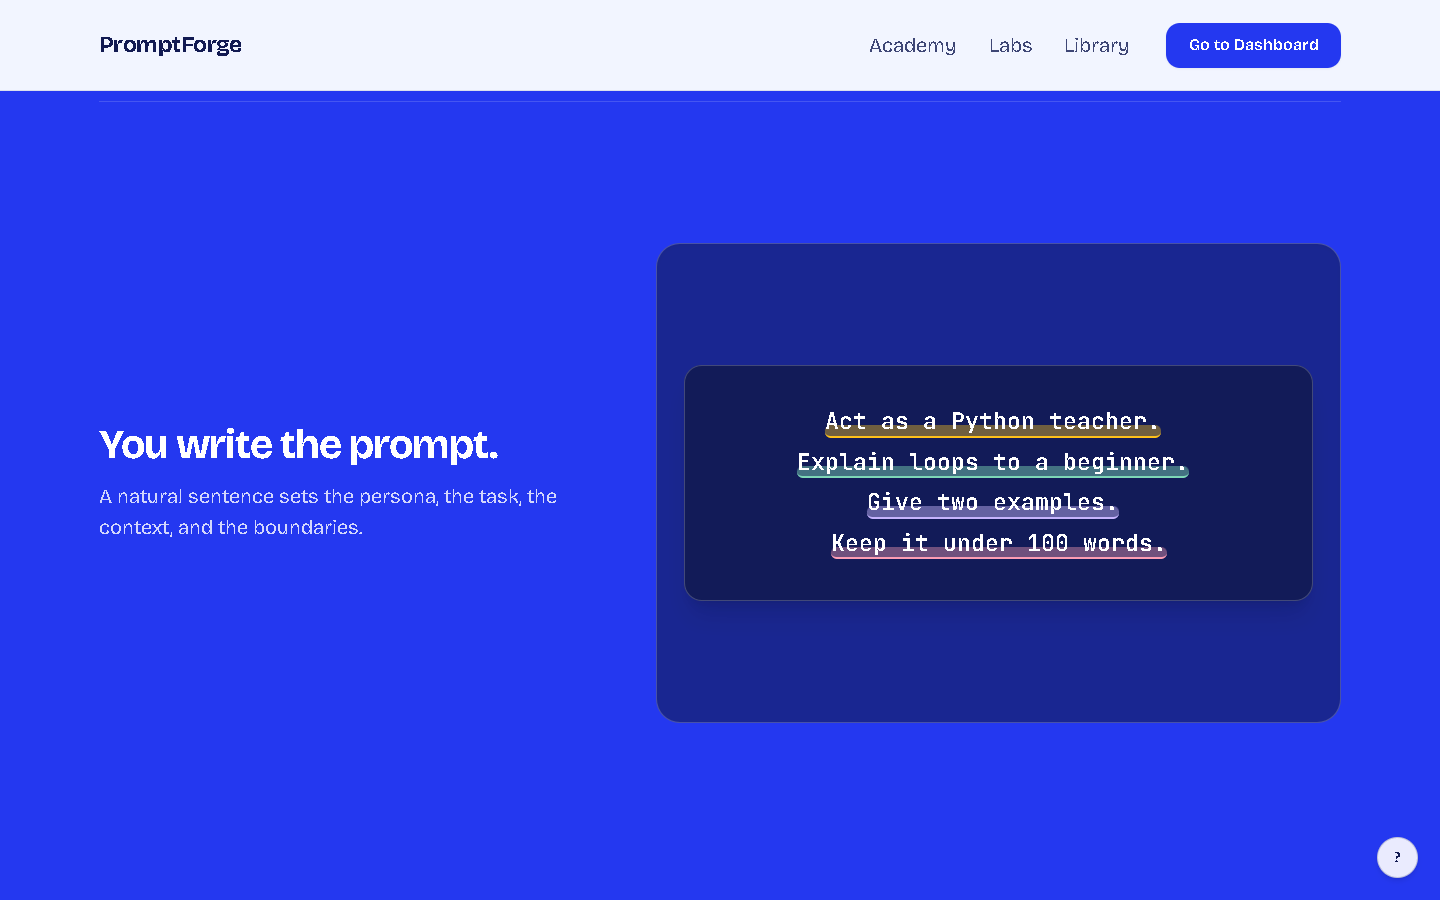 PromptForge
Academy
Labs
Library
Go to Dashboard
You write the prompt.
A natural sentence sets the persona, the task, the
context, and the boundaries.
Act as a Python teacher.
Explain loops to a beginner.
Give two examples.
Keep it under 100 words.
?